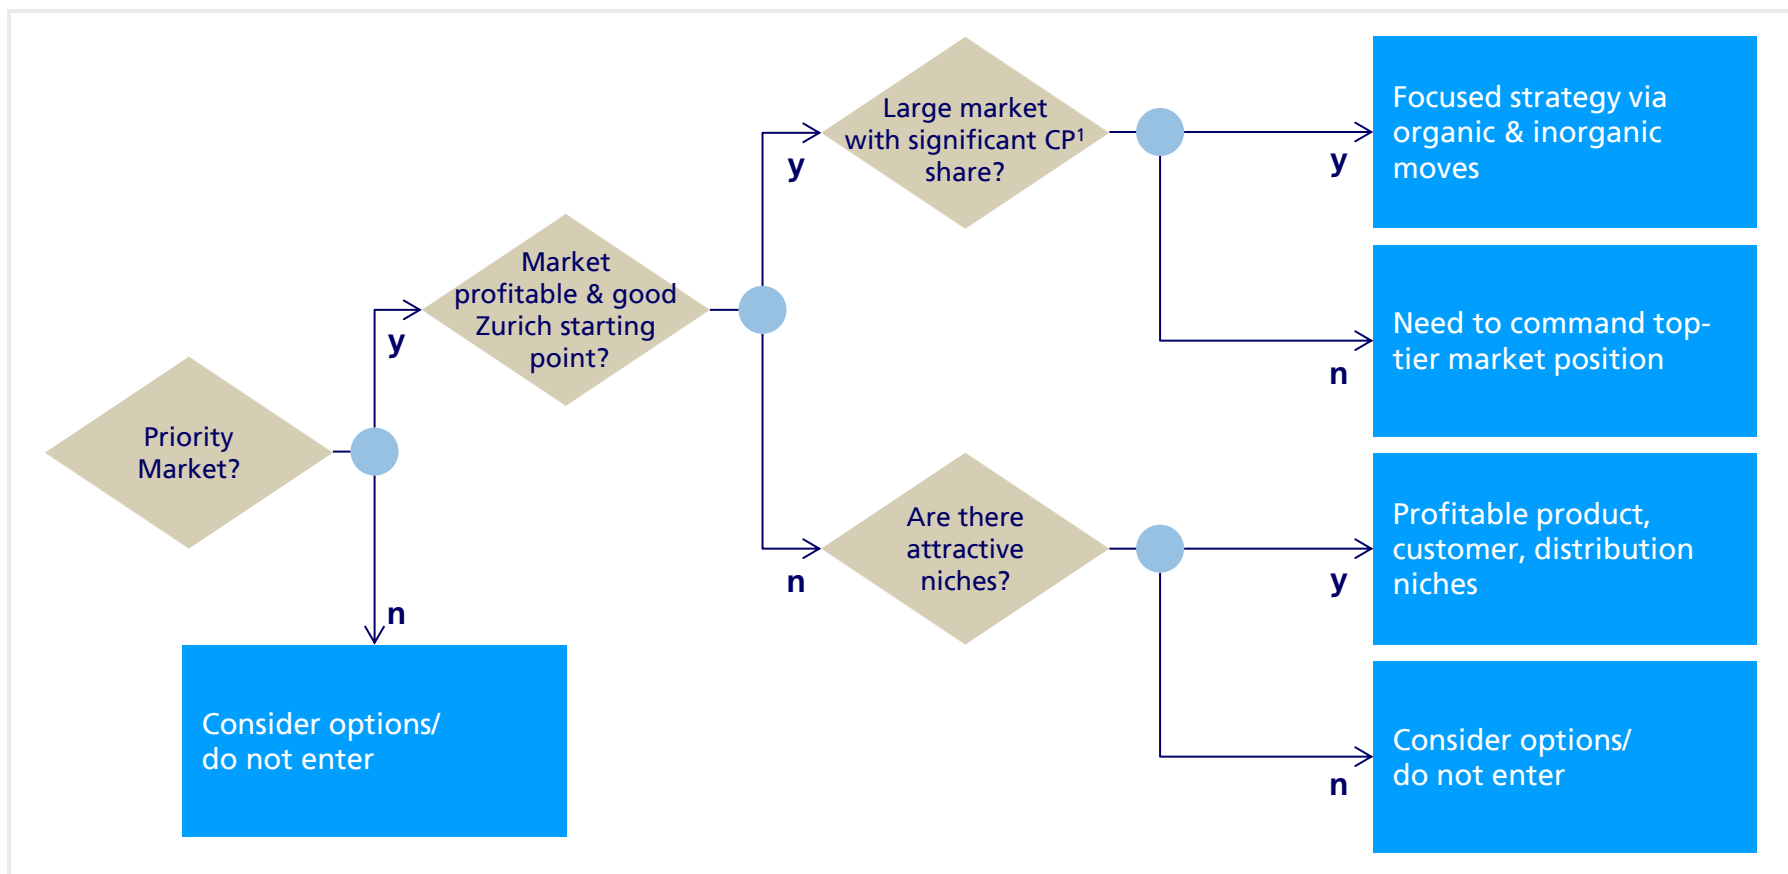 Priority
Market?
y
n
Consider options/
do not enter
Market
profitable & good
Zurich starting
point?
y
n
Large market
with significant CP¹
share?
y
n
Are there
attractive
niches?
y
n
Focused strategy via
organic & inorganic
moves
Need to command top-
tier market position
Profitable product,
customer, distribution
niches
Consider options/
do not enter